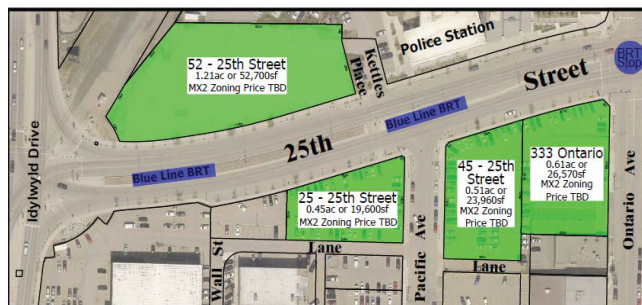 Police Station
BRT
Stop
52 - 25th Street
1.21ac or 52,700sf
MX2 Zoning Price TBD
Kettles
Place
25th Street
Blue Line BRT
Blue Line BRT
Idylwyld Drive
25 - 25th Street
0.45ac or 19,600sf
MX2 Zoning Price TBD
45 - 25th
Street
0.51ac or
23,960sf
MX2 Zoning
Price TBD
333 Ontario
0.61ac or
26,570sf
MX2 Zoning
Price TBD
Wall St
Lane
Pacific Ave
Lane
Ontario Ave